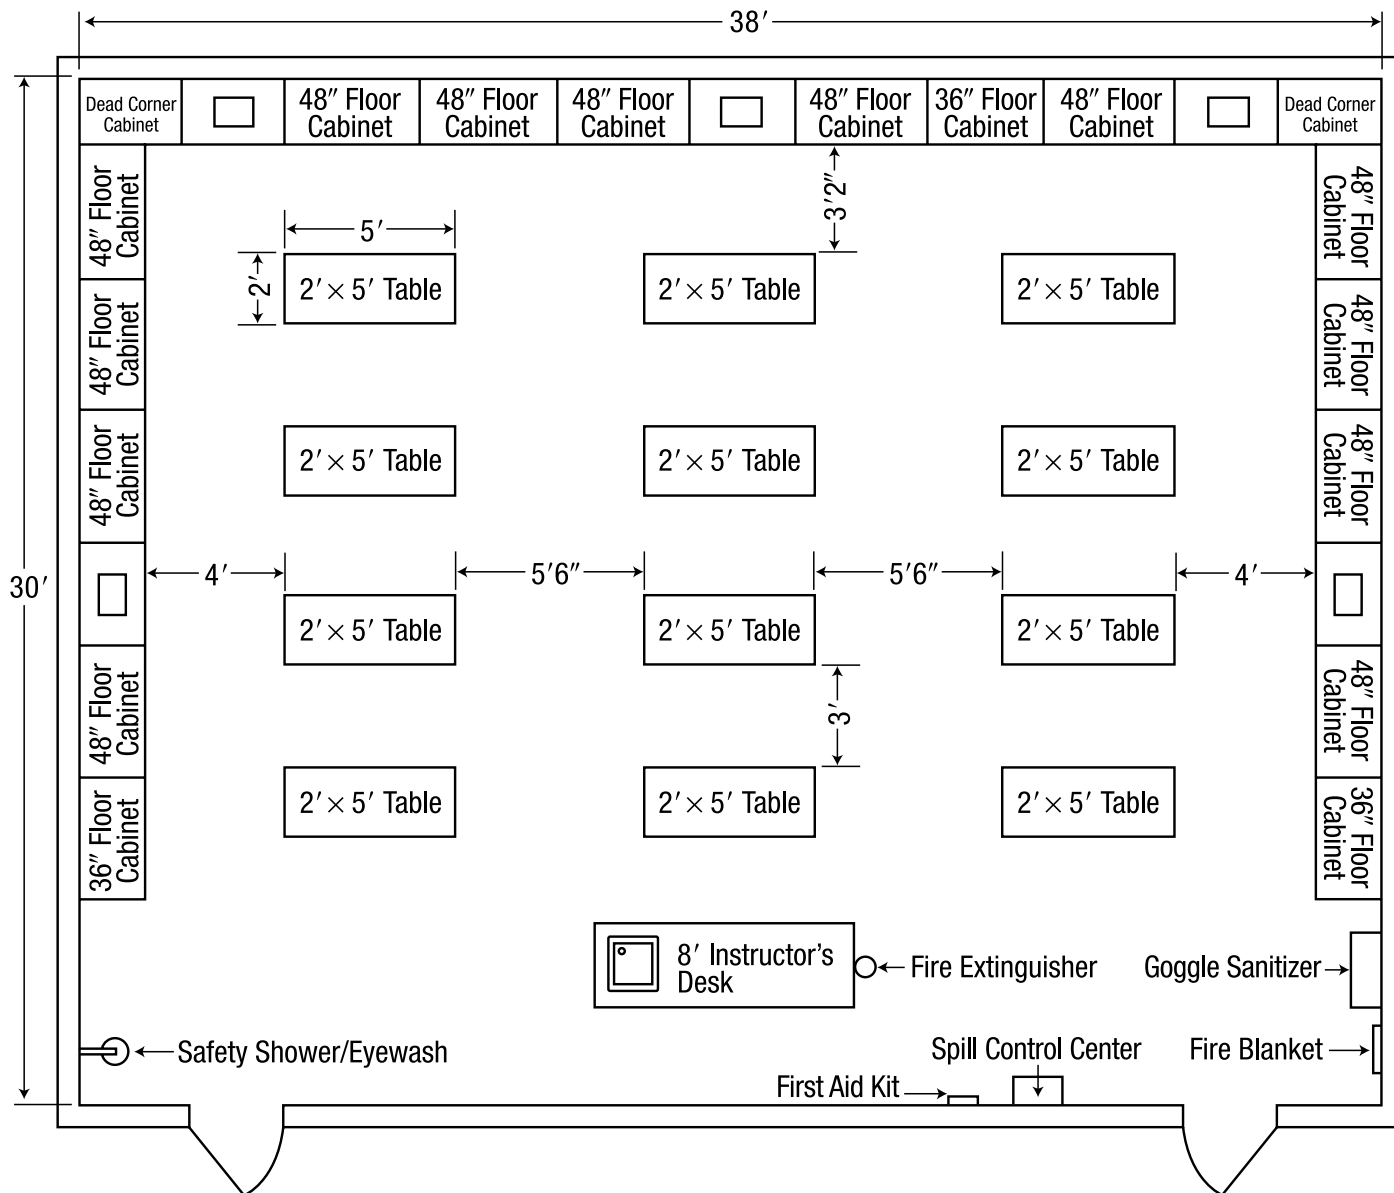 38′
Dead Corner
Cabinet
48″ Floor
Cabinet
48″ Floor
Cabinet
48″ Floor
Cabinet
48″ Floor
Cabinet
36″ Floor
Cabinet
48″ Floor
Cabinet
Dead Corner
Cabinet
48″ Floor
Cabinet
48″ Floor
Cabinet
48″ Floor
Cabinet
48″ Floor
Cabinet
36″ Floor
Cabinet
30′
3′2″
5′
2′
2′ × 5′ Table
2′ × 5′ Table
2′ × 5′ Table
2′ × 5′ Table
2′ × 5′ Table
2′ × 5′ Table
4′
5′6″
5′6″
4′
2′ × 5′ Table
2′ × 5′ Table
2′ × 5′ Table
3′
2′ × 5′ Table
2′ × 5′ Table
2′ × 5′ Table
48″ Floor
Cabinet
48″ Floor
Cabinet
48″ Floor
Cabinet
48″ Floor
Cabinet
36″ Floor
Cabinet
8′ Instructor's
Desk
Fire Extinguisher
Goggle Sanitizer
Safety Shower/Eyewash
Spill Control Center
Fire Blanket
First Aid Kit